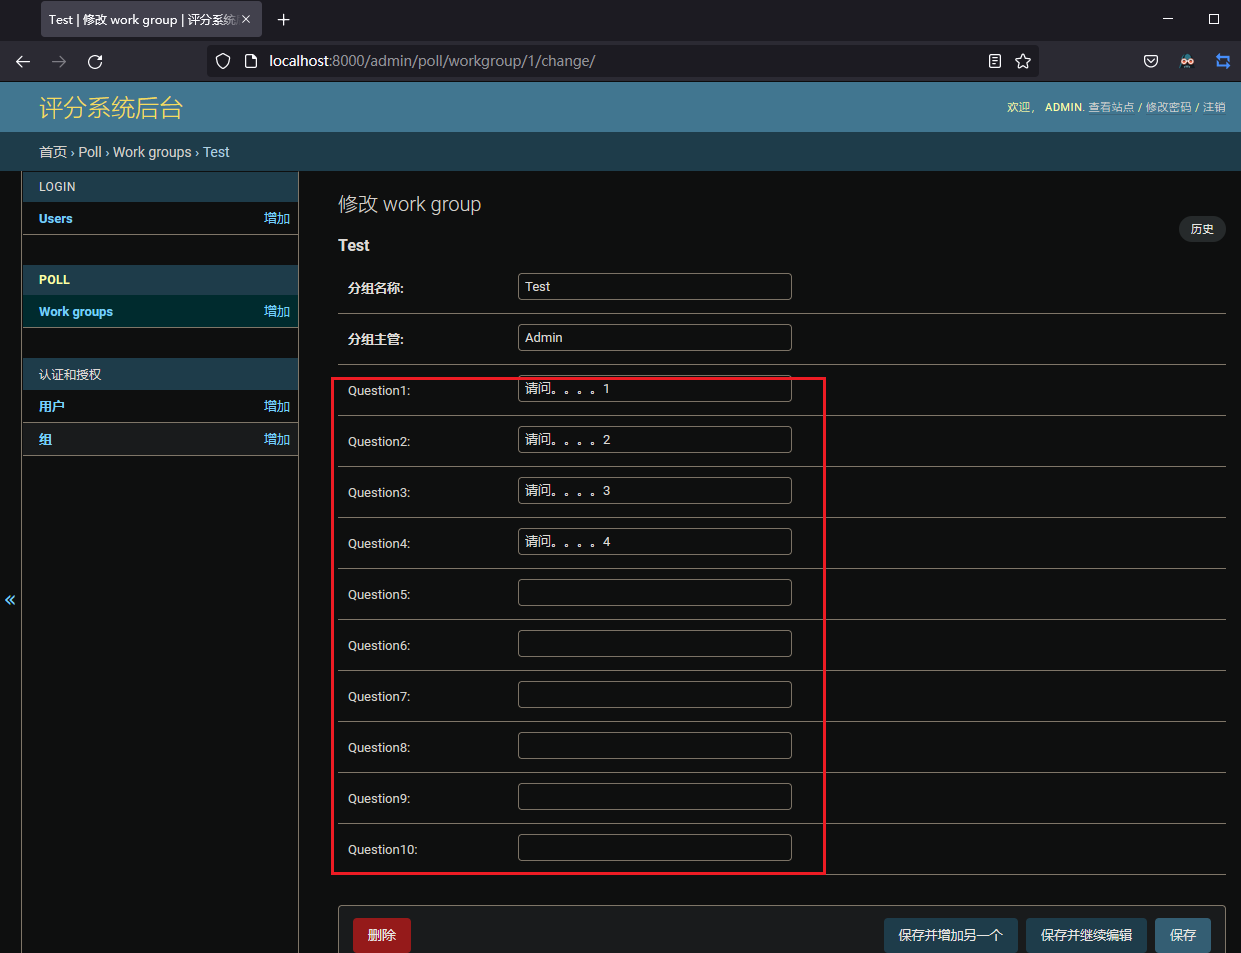 Test | 修改 work group | 评分系统
localhost:8000/admin/poll/workgroup/1/change/
评分系统后台
欢迎， ADMIN. 查看站点 / 修改密码 / 注销
首页 › Poll › Work groups › Test
LOGIN
Users 增加
POLL
Work groups 增加
认证和授权
用户 增加
组 增加
«
修改 work group
历史
Test
分组名称: Test
分组主管: Admin
Question1: 请问。。。。1
Question2: 请问。。。。2
Question3: 请问。。。。3
Question4: 请问。。。。4
Question5:
Question6:
Question7:
Question8:
Question9:
Question10:
删除 保存并增加另一个 保存并继续编辑 保存